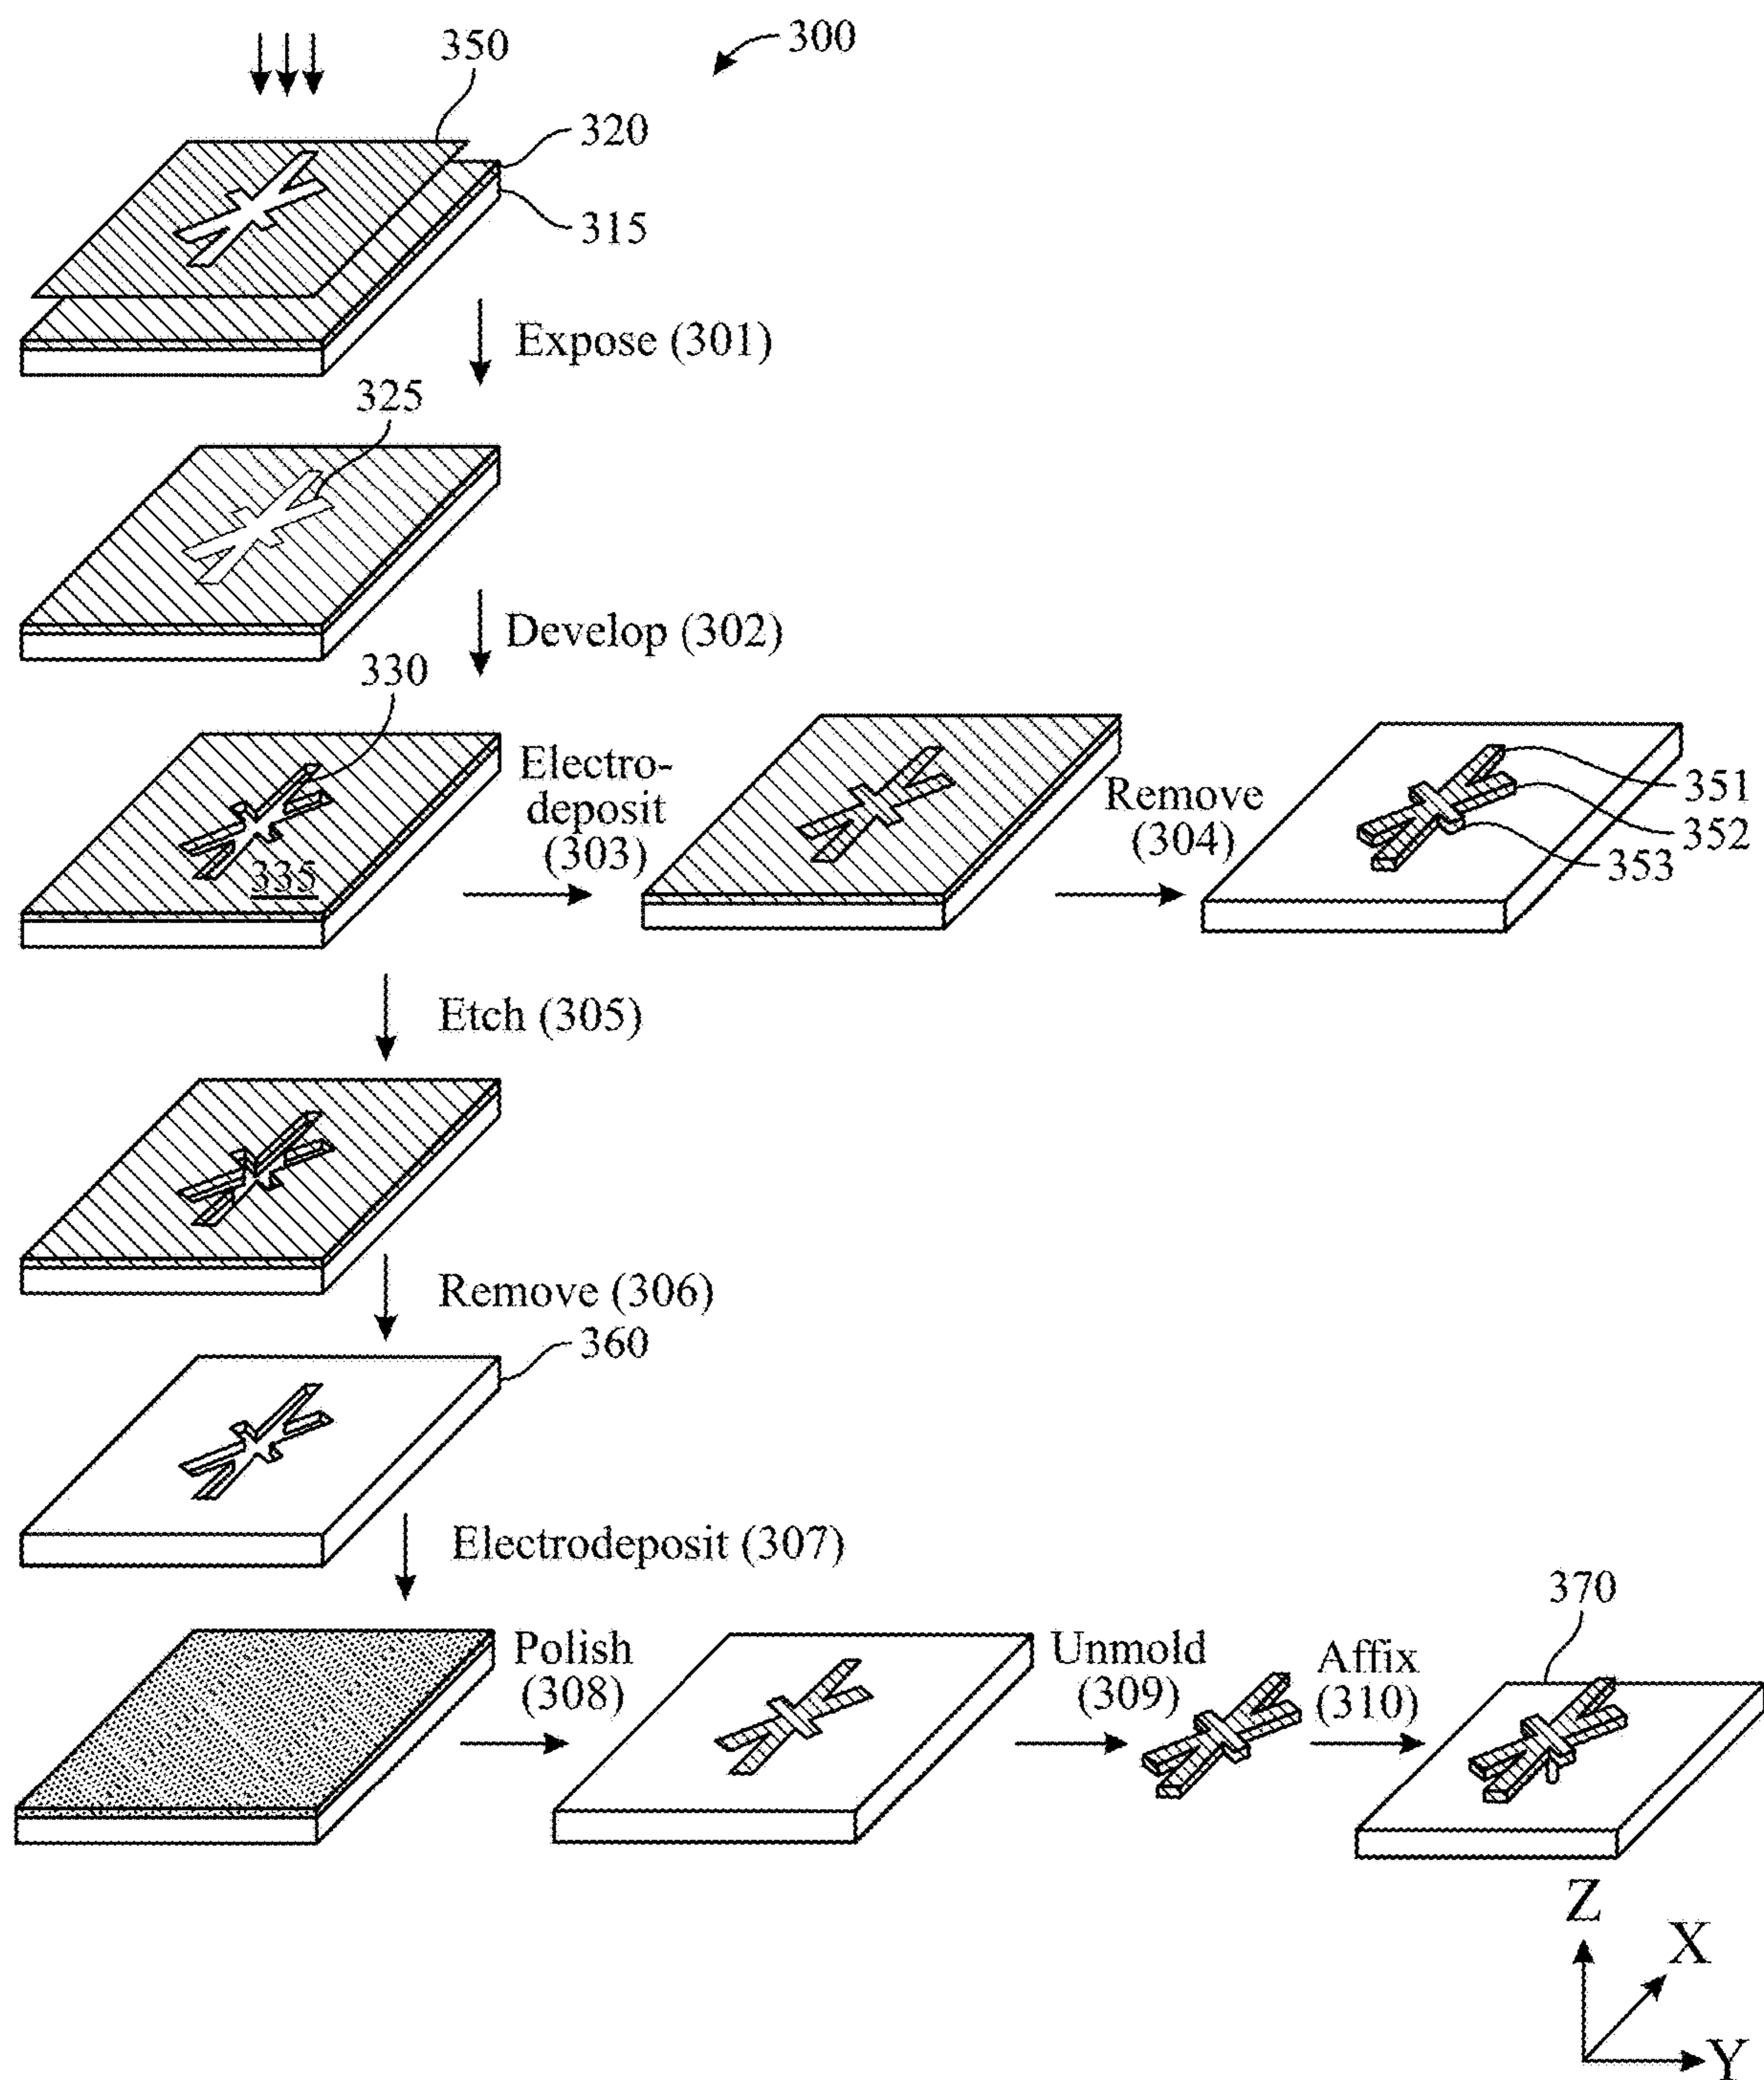 300
350
320
315
Expose (301)
325
Develop (302)
330
335
Electro-
deposit
(303)
Remove
(304)
351
352
353
Etch (305)
Remove (306)
360
Electrodeposit (307)
Polish
(308)
Unmold
(309)
Affix
(310)
370
Z
X
Y